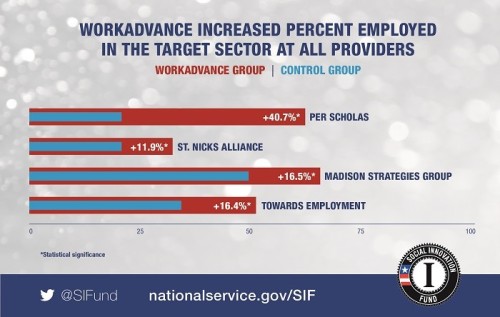 WORKADVANCE INCREASED PERCENT EMPLOYED
IN THE TARGET SECTOR AT ALL PROVIDERS
WORKADVANCE GROUP | CONTROL GROUP
+40.7%* PER SCHOLAS
+11.9%* ST. NICKS ALLIANCE
+16.5%* MADISON STRATEGIES GROUP
+16.4%* TOWARDS EMPLOYMENT
0 25 50 75 100
*Statistical significance
SOCIAL INNOVATION
I
FUND
@SIFund nationalservice.gov/SIF